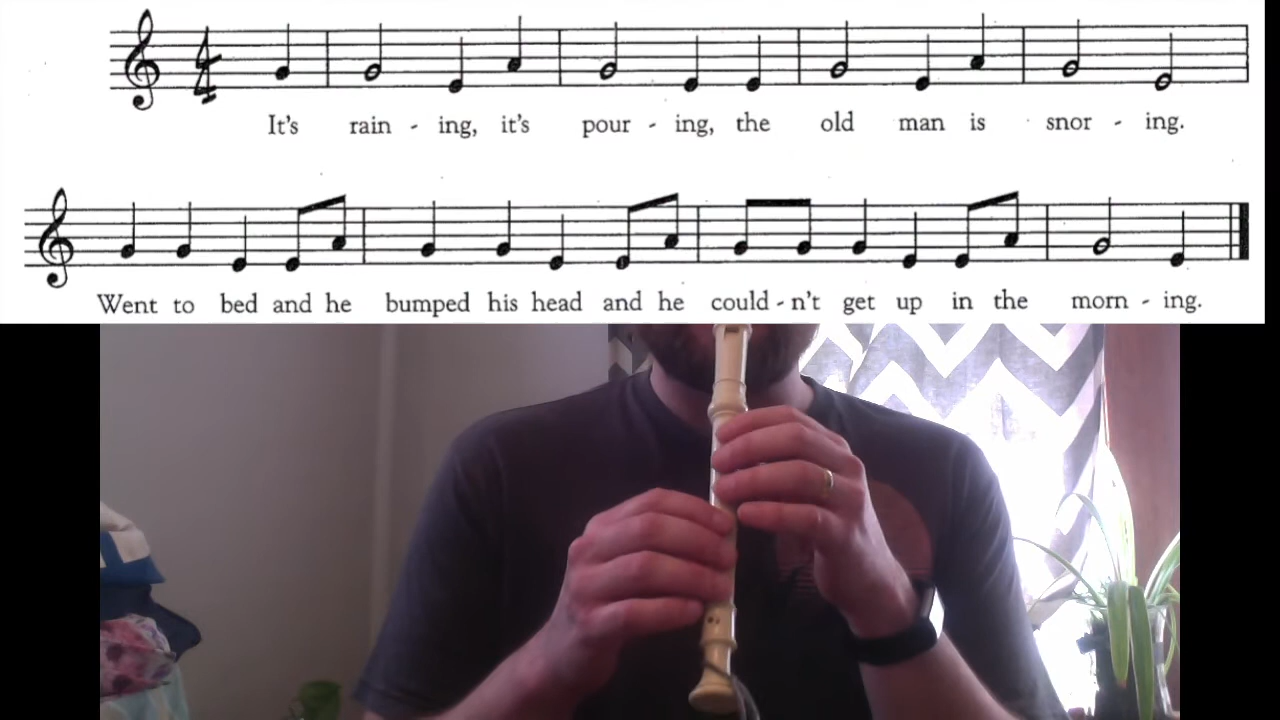 It's rain - ing, it's pour - ing, the old man is snor - ing.
Went to bed and he bumped his head and he could - n't get up in the morn - ing.